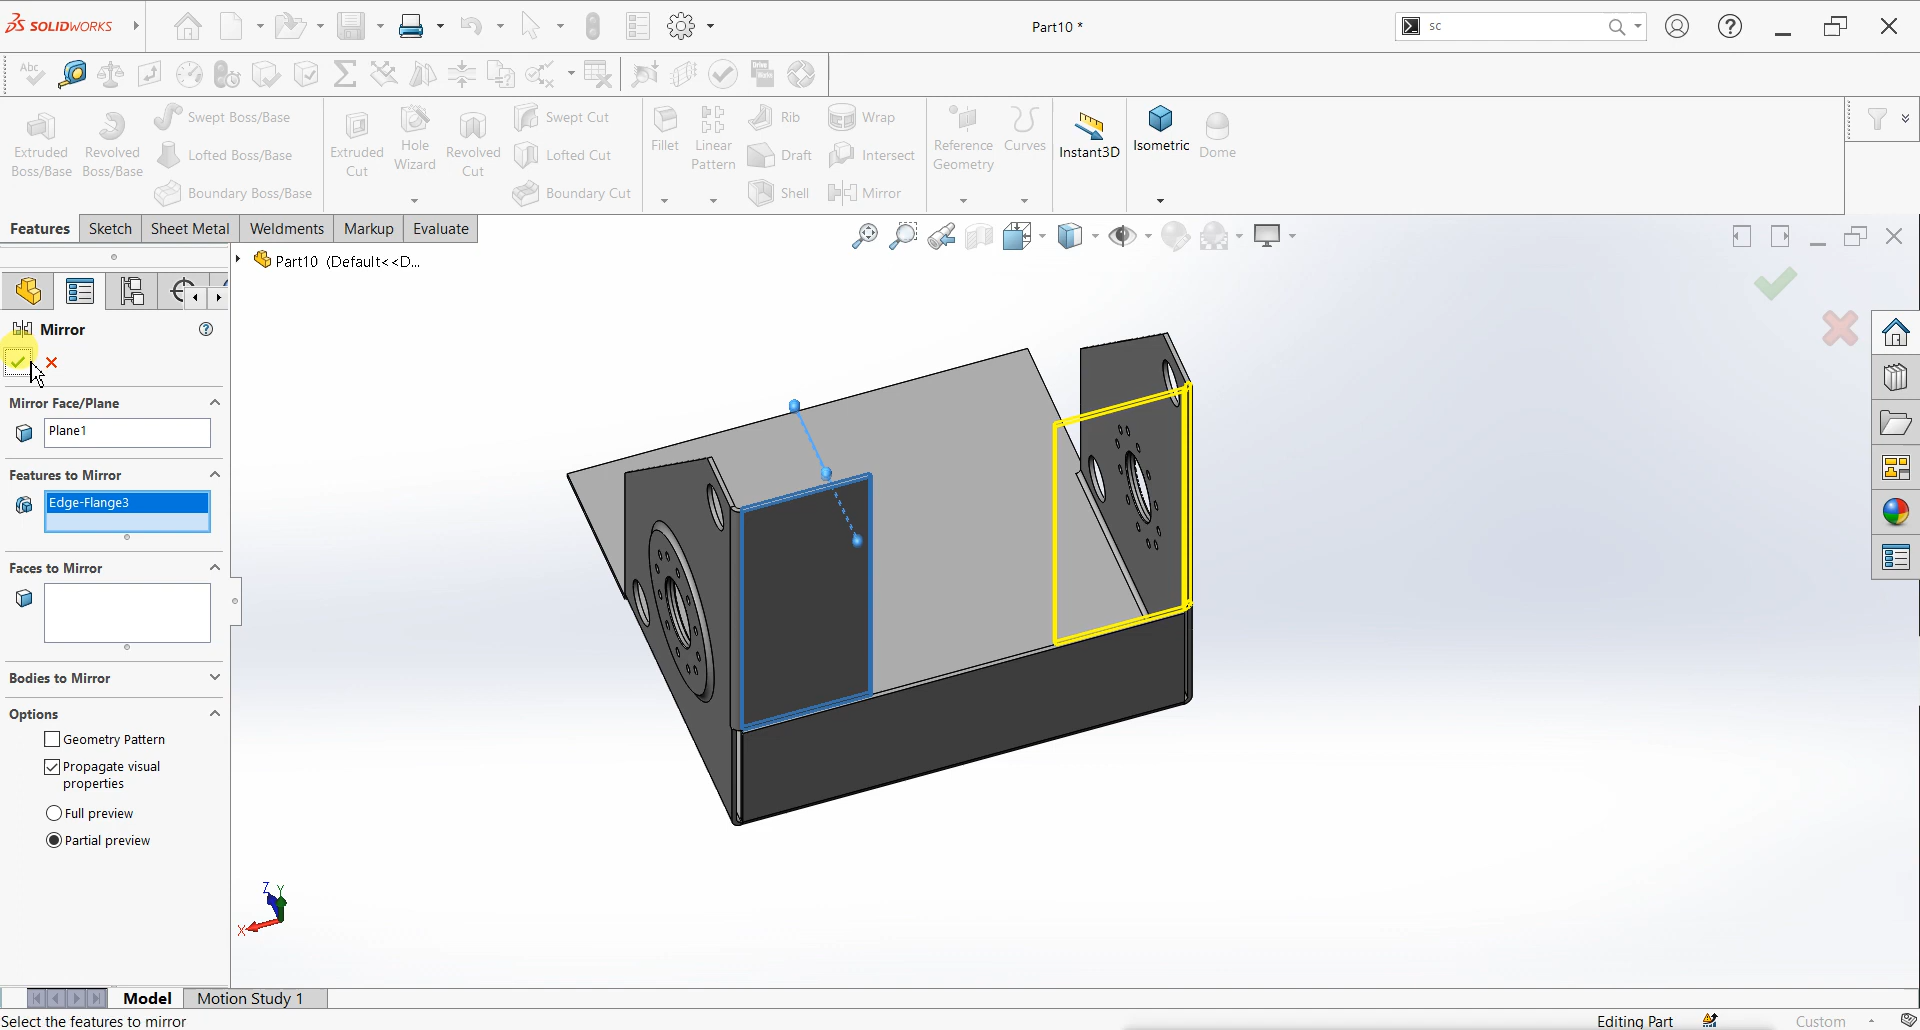 SOLIDWORKS
Part10 *
sc
Abc
Extruded Boss/Base
Revolved Boss/Base
Swept Boss/Base
Lofted Boss/Base
Boundary Boss/Base
Extruded Cut
Hole Wizard
Revolved Cut
Swept Cut
Lofted Cut
Boundary Cut
Fillet
Linear Pattern
Rib
Draft
Shell
Wrap
Intersect
Mirror
Reference Geometry
Curves
Instant3D
Isometric
Dome
Features
Sketch
Sheet Metal
Weldments
Markup
Evaluate
Part10 (Default<<D...
Mirror
Mirror Face/Plane
Plane1
Features to Mirror
Edge-Flange3
Faces to Mirror
Bodies to Mirror
Options
Geometry Pattern
Propagate visual
properties
Full preview
Partial preview
Z
Y
X
Model
Motion Study 1
Select the features to mirror
Editing Part
Custom